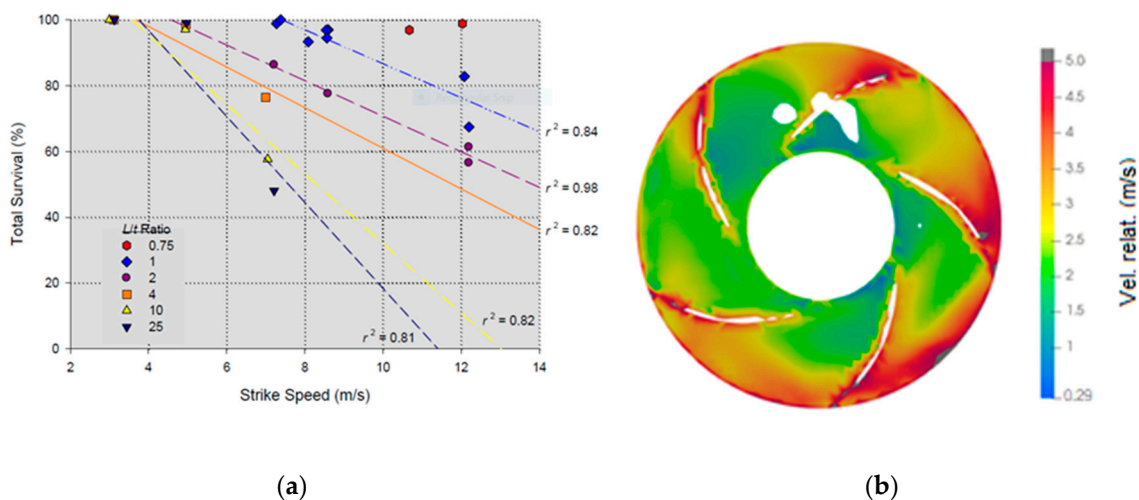 100
80
60
40
20
0
Total Survival (%)
2 4 6 8 10 12 14
Strike Speed (m/s)
L/t Ratio
0.75
1
2
4
10
25
r² = 0.84
r² = 0.98
r² = 0.82
r² = 0.82
r² = 0.81
5.0
4.5
4
3.5
3
2.5
2
1.5
1
0.29
Vel. relat. (m/s)
(a) (b)